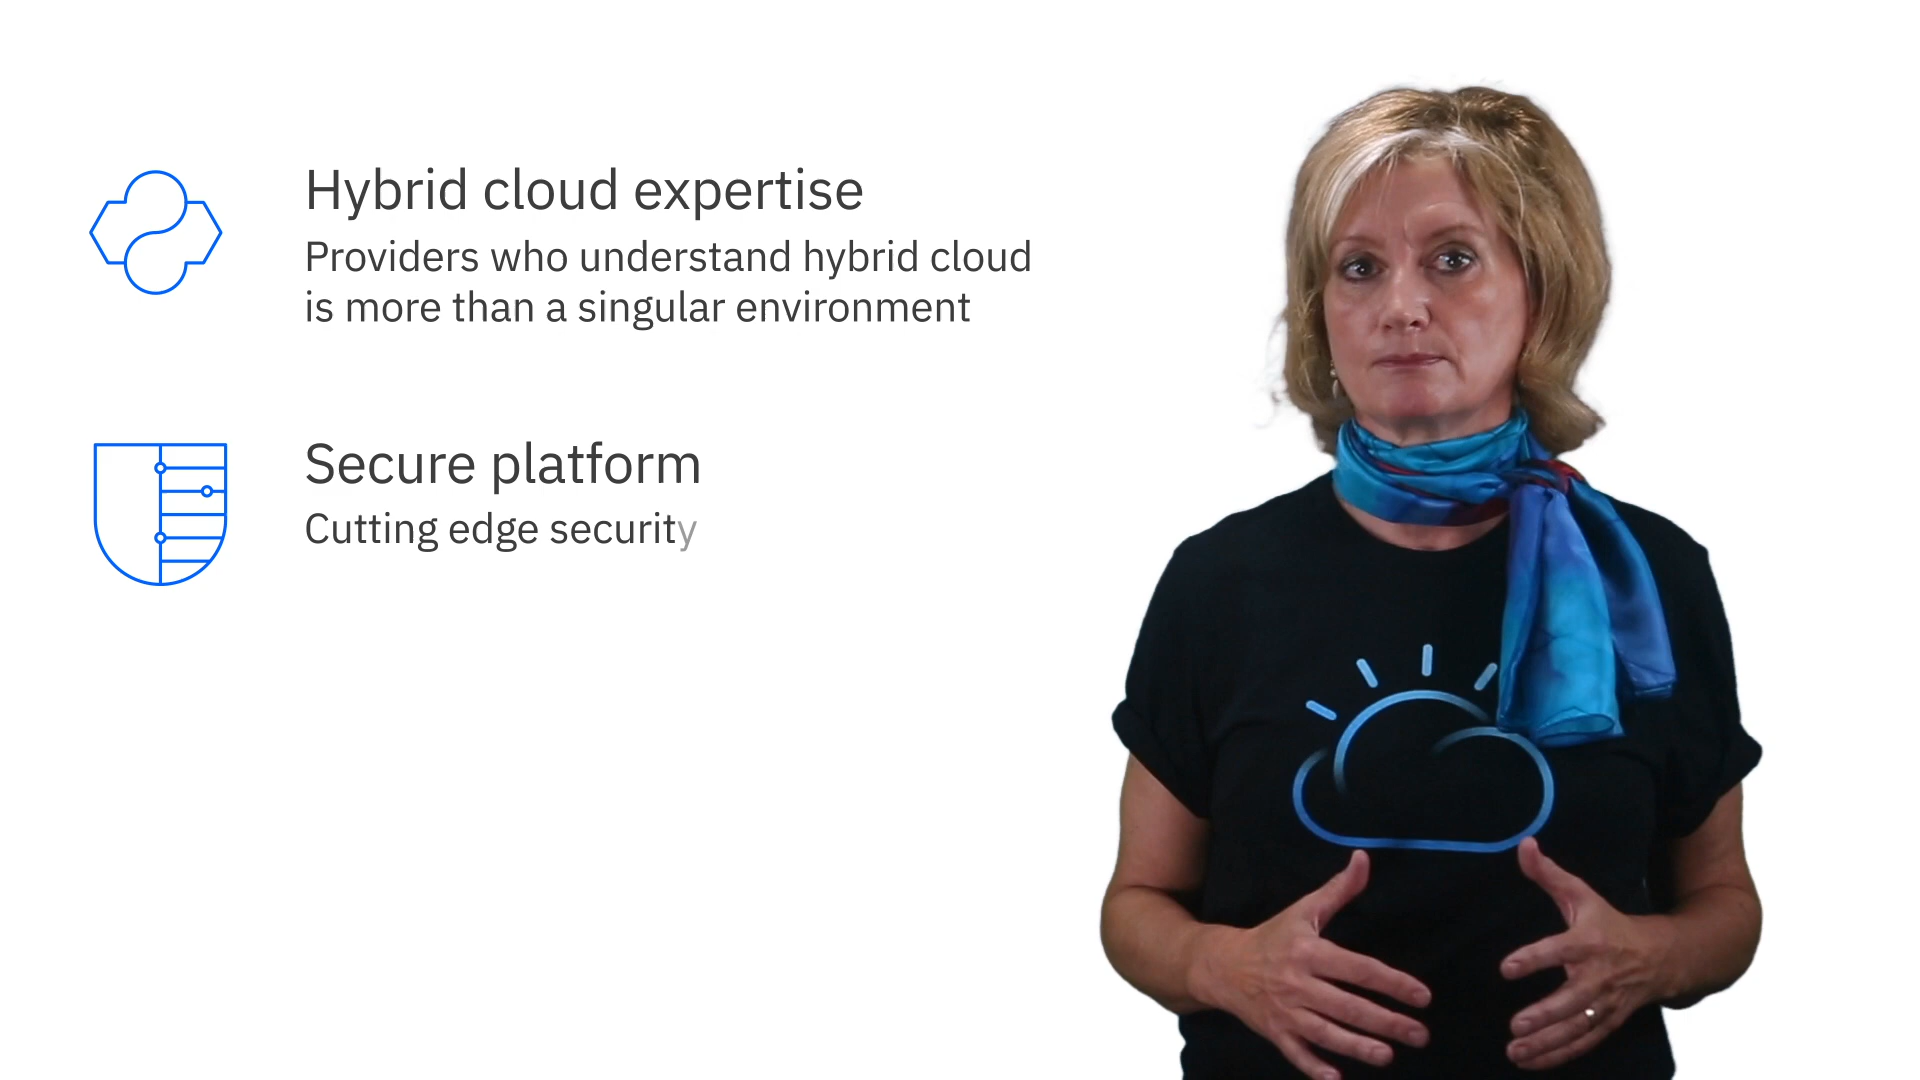 Hybrid cloud expertise
Providers who understand hybrid cloud
is more than a singular environment
Secure platform
Cutting edge security